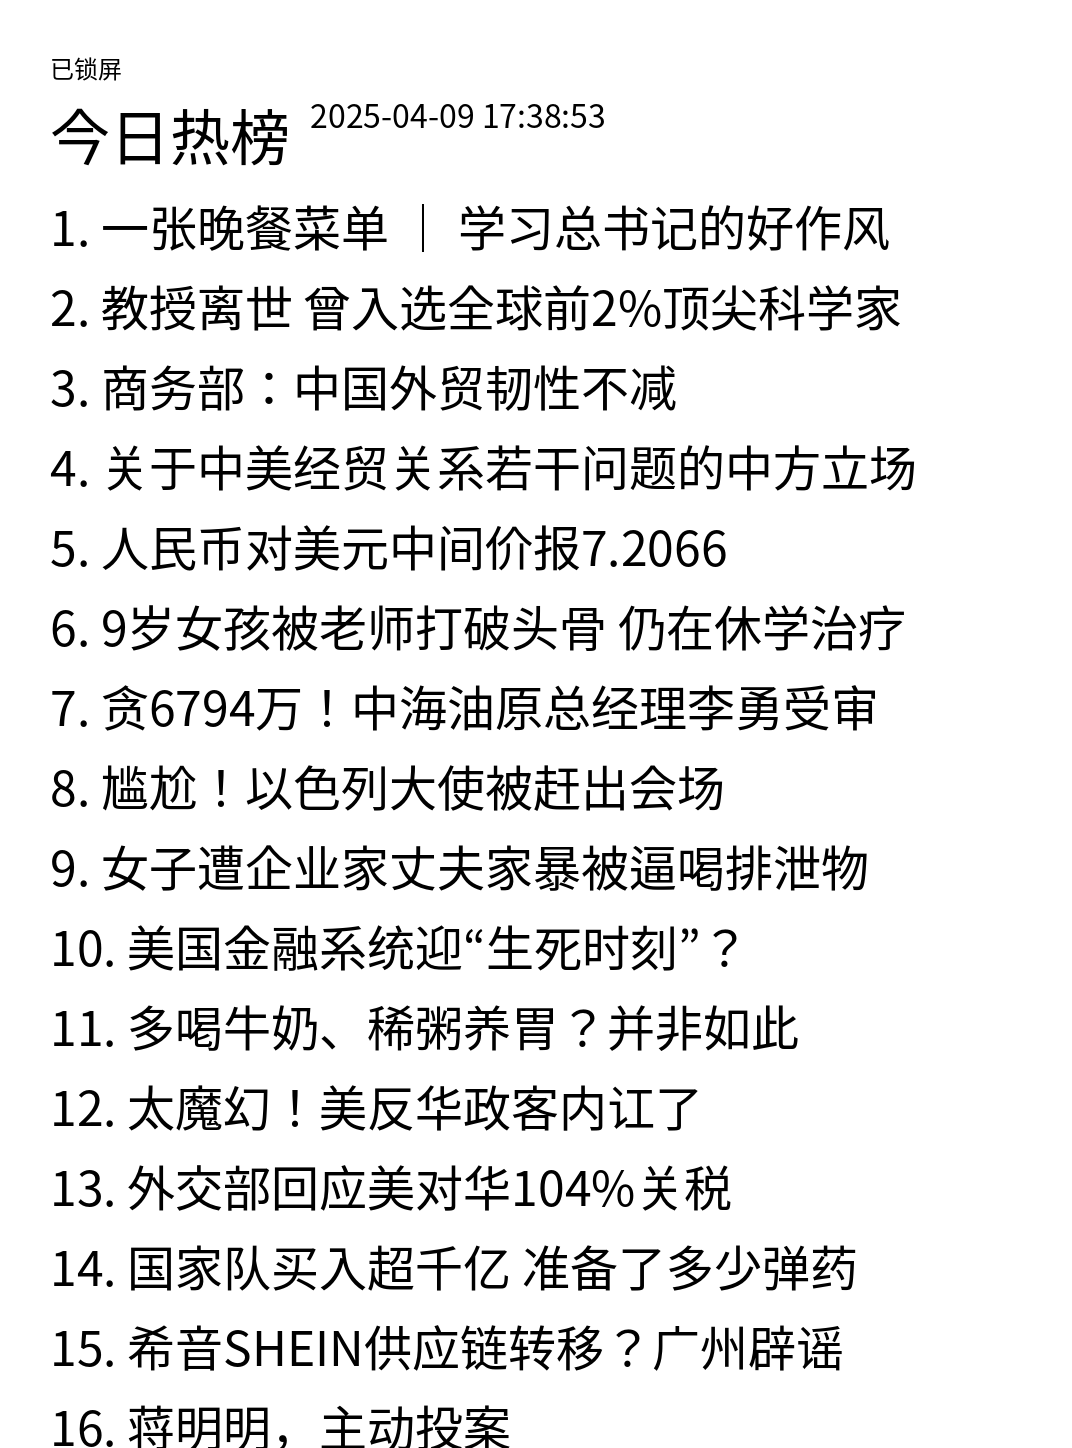 已锁屏
今日热榜 2025-04-09 17:38:53
1. 一张晚餐菜单 ｜ 学习总书记的好作风
2. 教授离世 曾入选全球前2%顶尖科学家
3. 商务部：中国外贸韧性不减
4. 关于中美经贸关系若干问题的中方立场
5. 人民币对美元中间价报7.2066
6. 9岁女孩被老师打破头骨 仍在休学治疗
7. 贪6794万！中海油原总经理李勇受审
8. 尴尬！以色列大使被赶出会场
9. 女子遭企业家丈夫家暴被逼喝排泄物
10. 美国金融系统迎“生死时刻”？
11. 多喝牛奶、稀粥养胃？并非如此
12. 太魔幻！美反华政客内讧了
13. 外交部回应美对华104%关税
14. 国家队买入超千亿 准备了多少弹药
15. 希音SHEIN供应链转移？广州辟谣
16. 蒋明明，主动投案